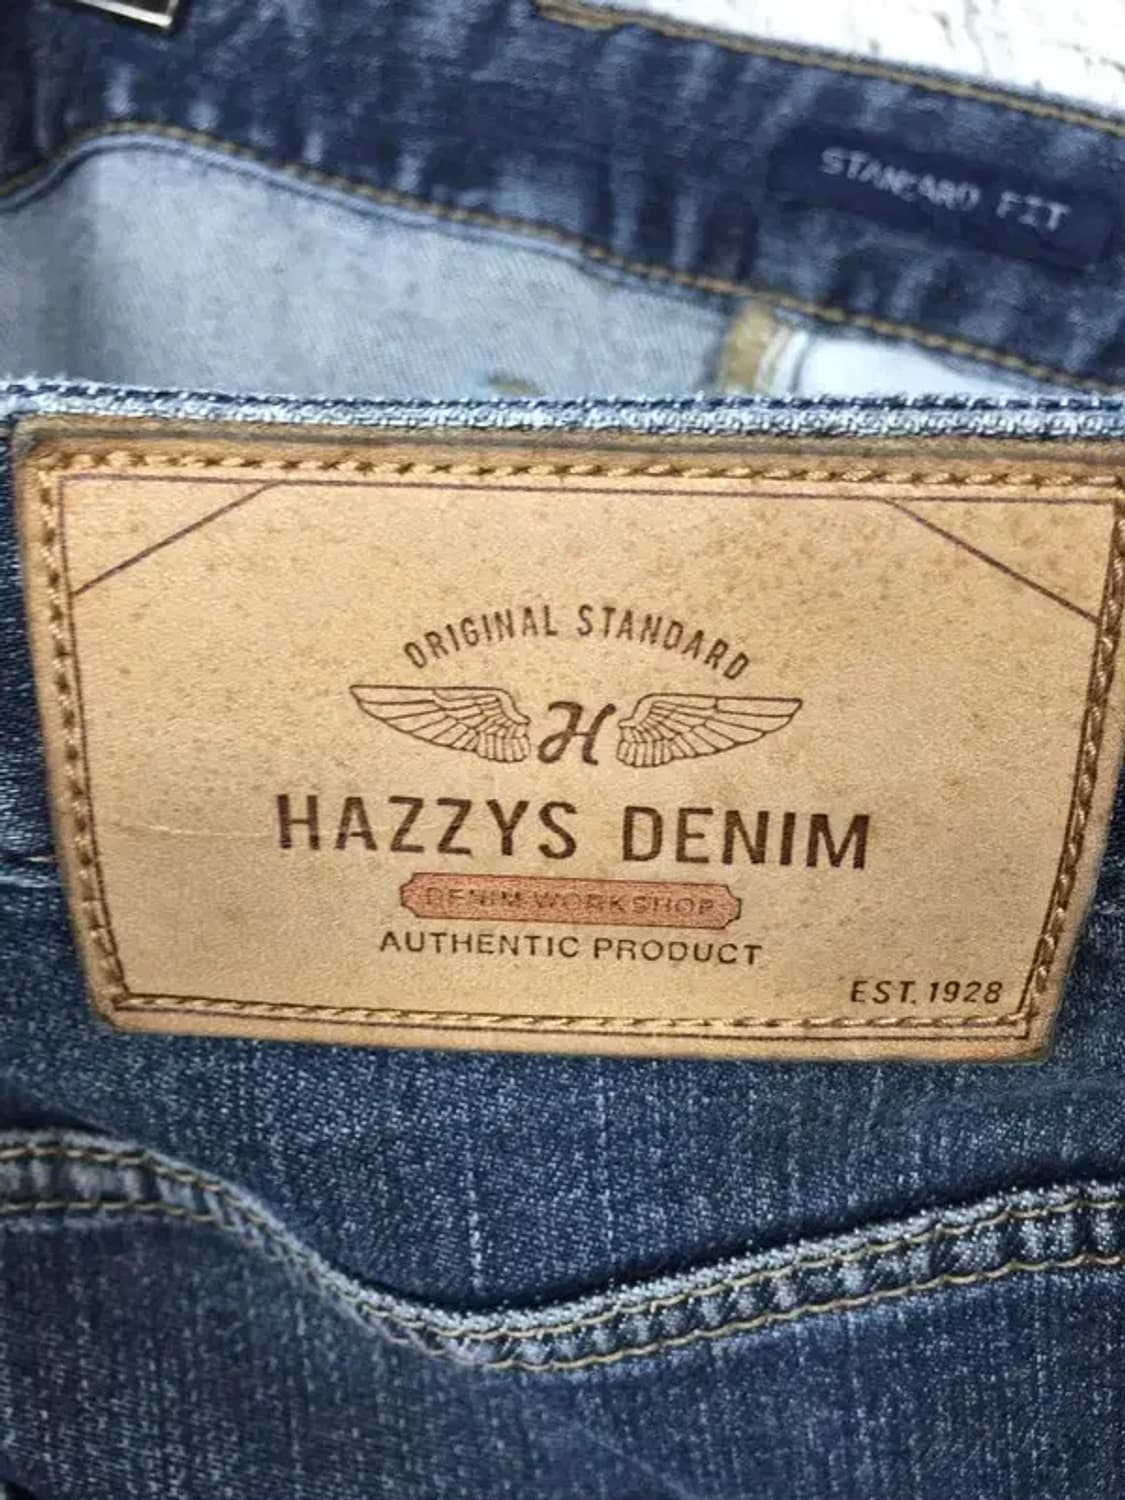 STANDARD FIT
ORIGINAL STANDARD
H
HAZZYS DENIM
DENIM WORKSHOP
AUTHENTIC PRODUCT
EST. 1928